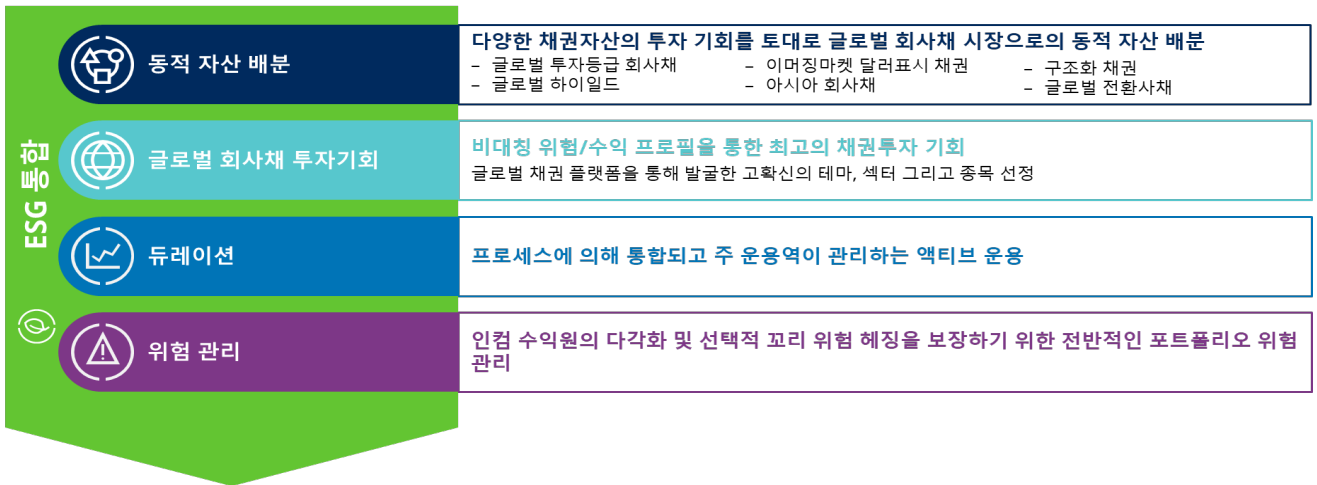 ESG 통합
동적 자산 배분
다양한 채권자산의 투자 기회를 토대로 글로벌 회사채 시장으로의 동적 자산 배분
– 글로벌 투자등급 회사채
– 글로벌 하이일드
– 이머징마켓 달러표시 채권
– 아시아 회사채
– 구조화 채권
– 글로벌 전환사채
글로벌 회사채 투자기회
비대칭 위험/수익 프로필을 통한 최고의 채권투자 기회
글로벌 채권 플랫폼을 통해 발굴한 고확신의 테마, 섹터 그리고 종목 선정
듀레이션
프로세스에 의해 통합되고 주 운용역이 관리하는 액티브 운용
위험 관리
인컴 수익원의 다각화 및 선택적 꼬리 위험 헤징을 보장하기 위한 전반적인 포트폴리오 위험
관리